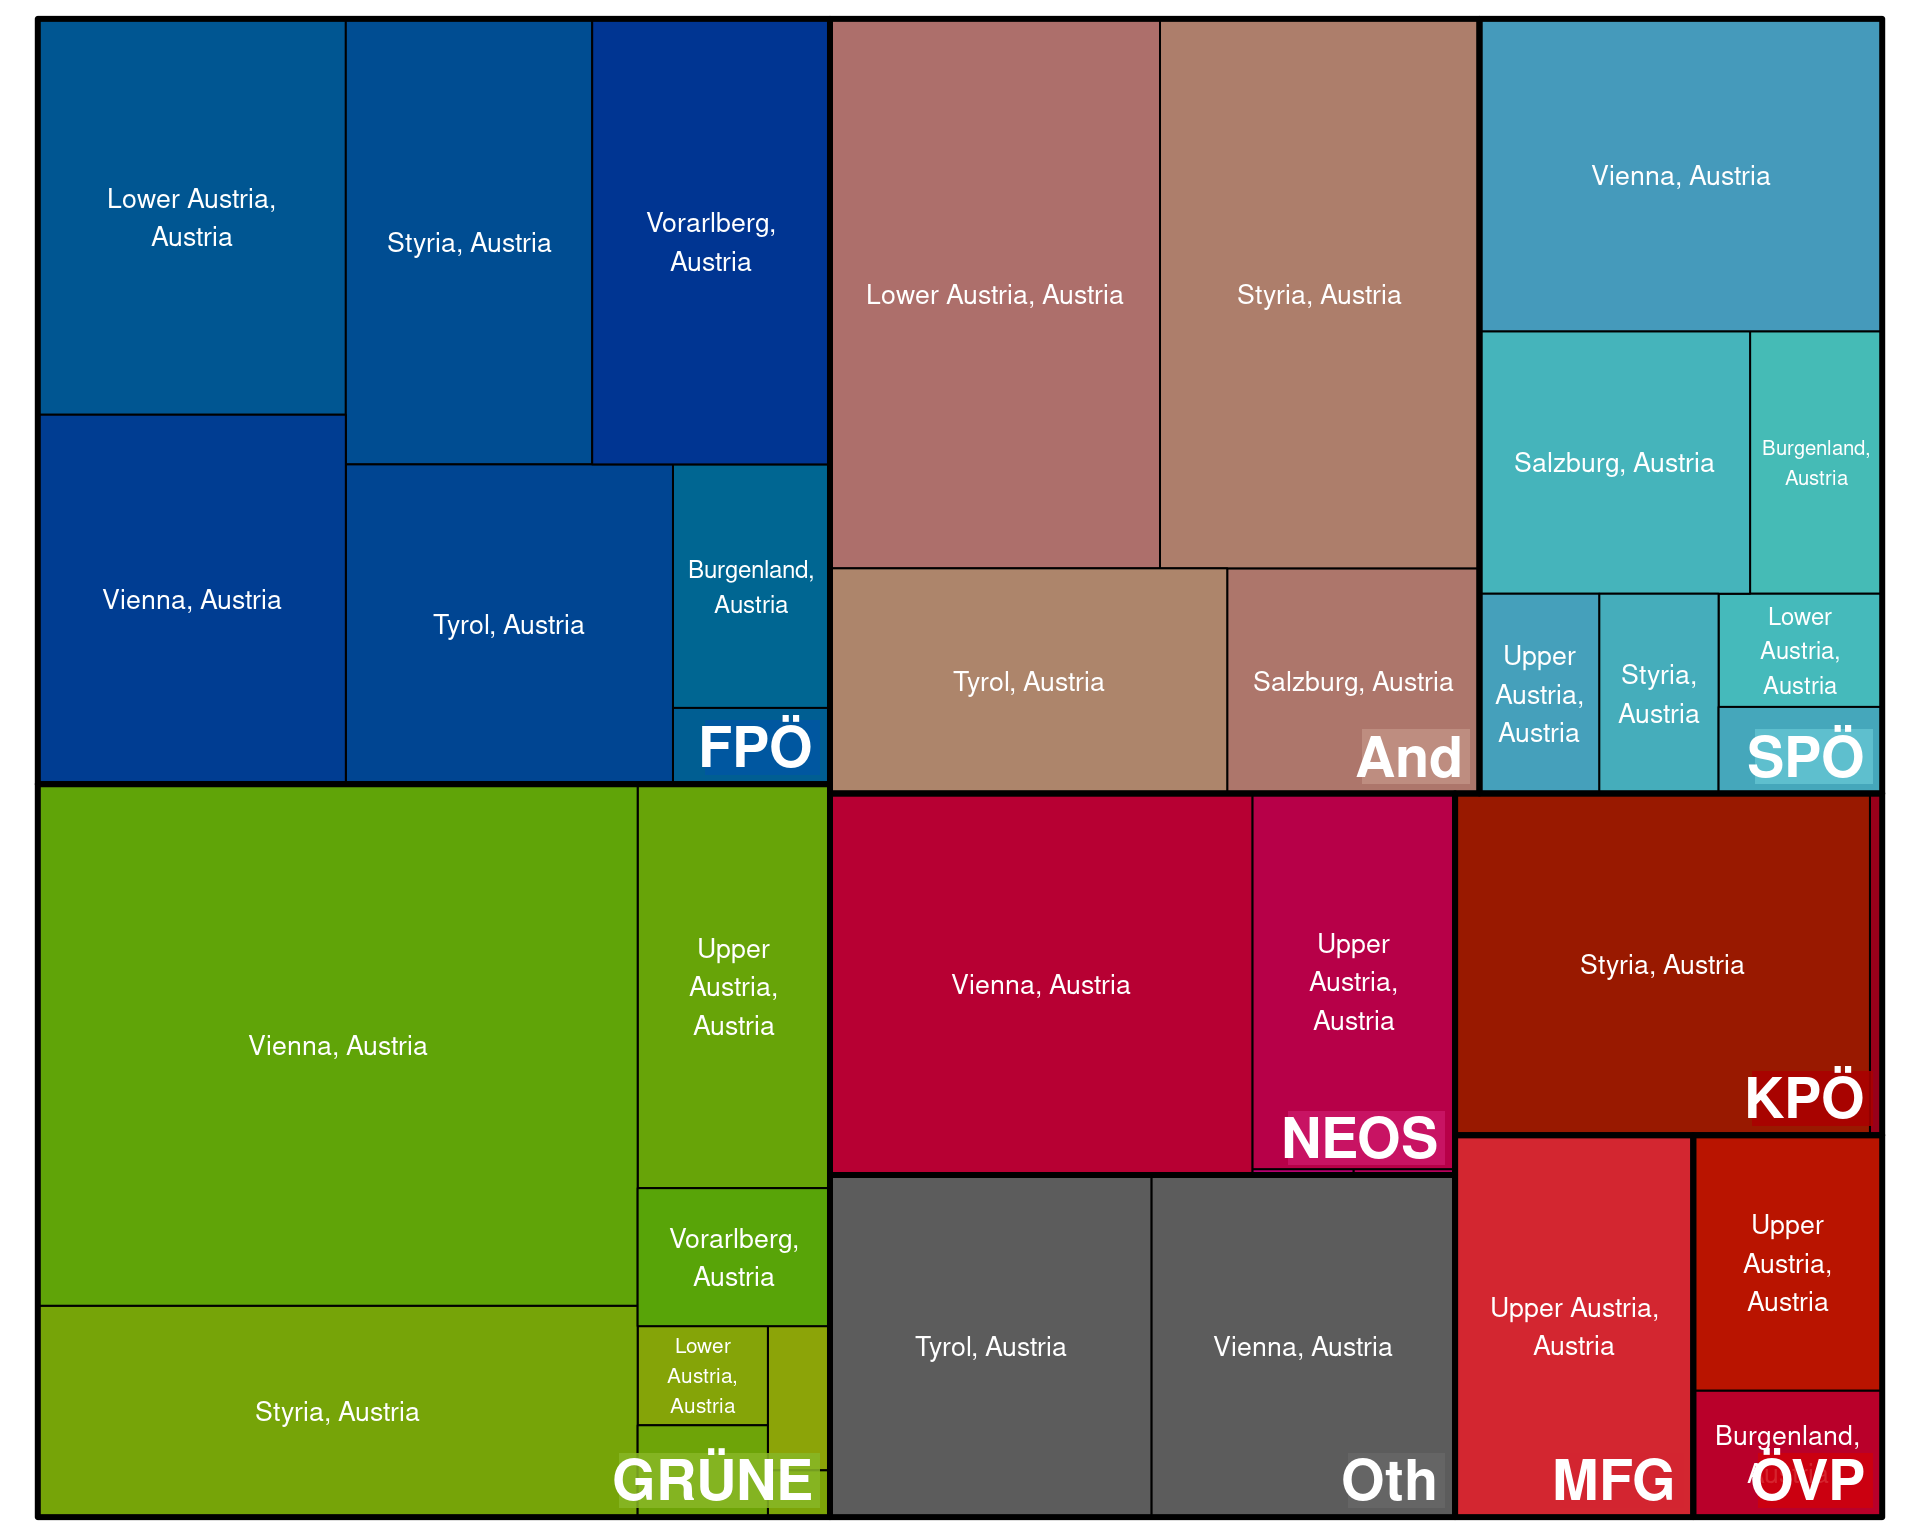 Lower Austria,
Austria
Styria, Austria
Vorarlberg,
Austria
Vienna, Austria
Tyrol, Austria
Burgenland,
Austria
FPÖ
Lower Austria, Austria
Styria, Austria
Tyrol, Austria
Salzburg, Austria
And
Vienna, Austria
Salzburg, Austria
Burgenland,
Austria
Upper
Austria,
Austria
Styria,
Austria
Lower
Austria,
Austria
SPÖ
Vienna, Austria
Upper
Austria,
Austria
Vorarlberg,
Austria
Styria, Austria
Lower
Austria,
Austria
GRÜNE
Vienna, Austria
Upper
Austria,
Austria
NEOS
Styria, Austria
KPÖ
Tyrol, Austria
Vienna, Austria
Oth
Upper Austria,
Austria
MFG
Upper
Austria,
Austria
Burgenland,
ÖVP